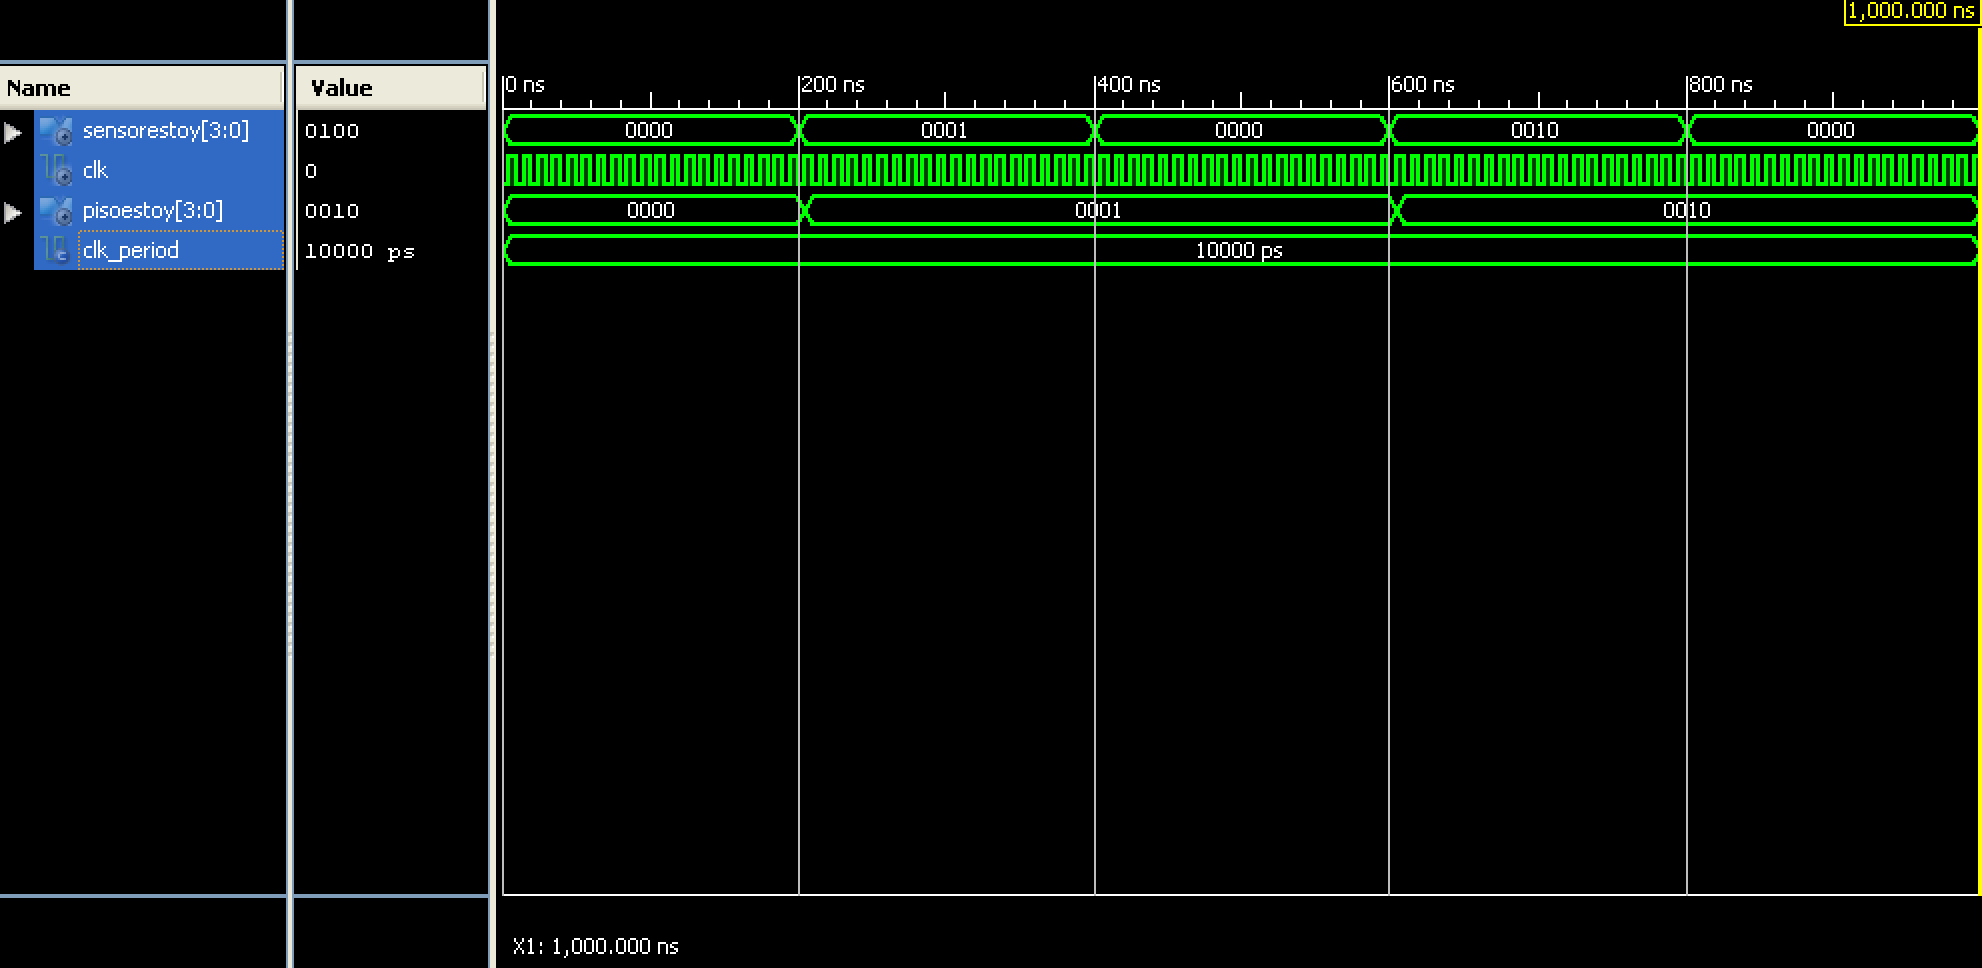 1,000.000 ns
Name Value 0 ns 200 ns 400 ns 600 ns 800 ns
sensorestoy[3:0] 0100 0000 0001 0000 0010 0000
clk 0
pisoestoy[3:0] 0010 0000 0001 0010
clk_period 10000 ps 10000 ps
X1: 1,000.000 ns